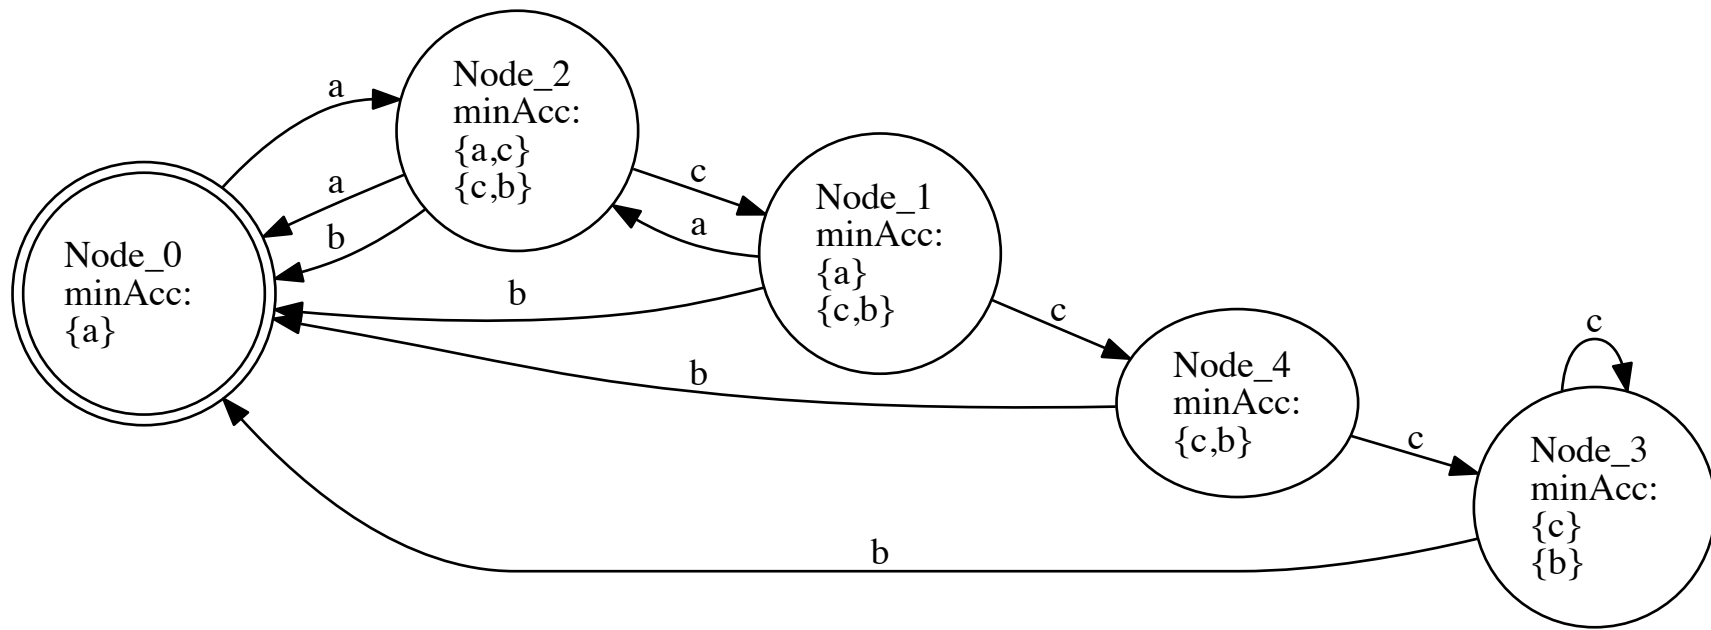 Node_0
minAcc:
{a}
a
a
b
Node_2
minAcc:
{a,c}
{c,b}
c
a
b
Node_1
minAcc:
{a}
{c,b}
c
b
Node_4
minAcc:
{c,b}
c
b
c
Node_3
minAcc:
{c}
{b}